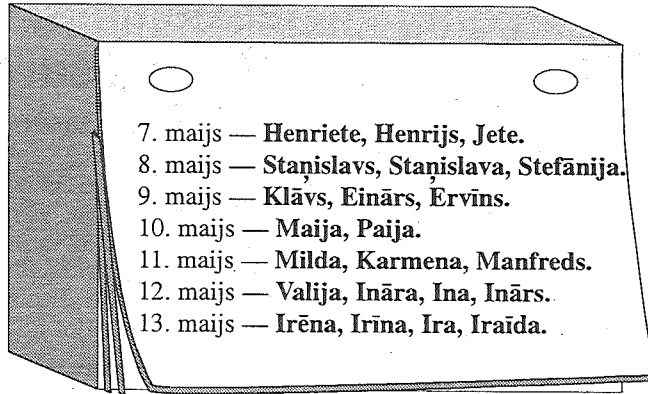 7. maijs — Henriete, Henrijs, Jete.
8. maijs — Staņislavs, Staņislava, Stefānija.
9. maijs — Klāvs, Einārs, Ervīns.
10. maijs — Maija, Paija.
11. maijs — Milda, Karmena, Manfreds.
12. maijs — Valija, Ināra, Ina, Inārs.
13. maijs — Irēna, Irīna, Ira, Iraīda.